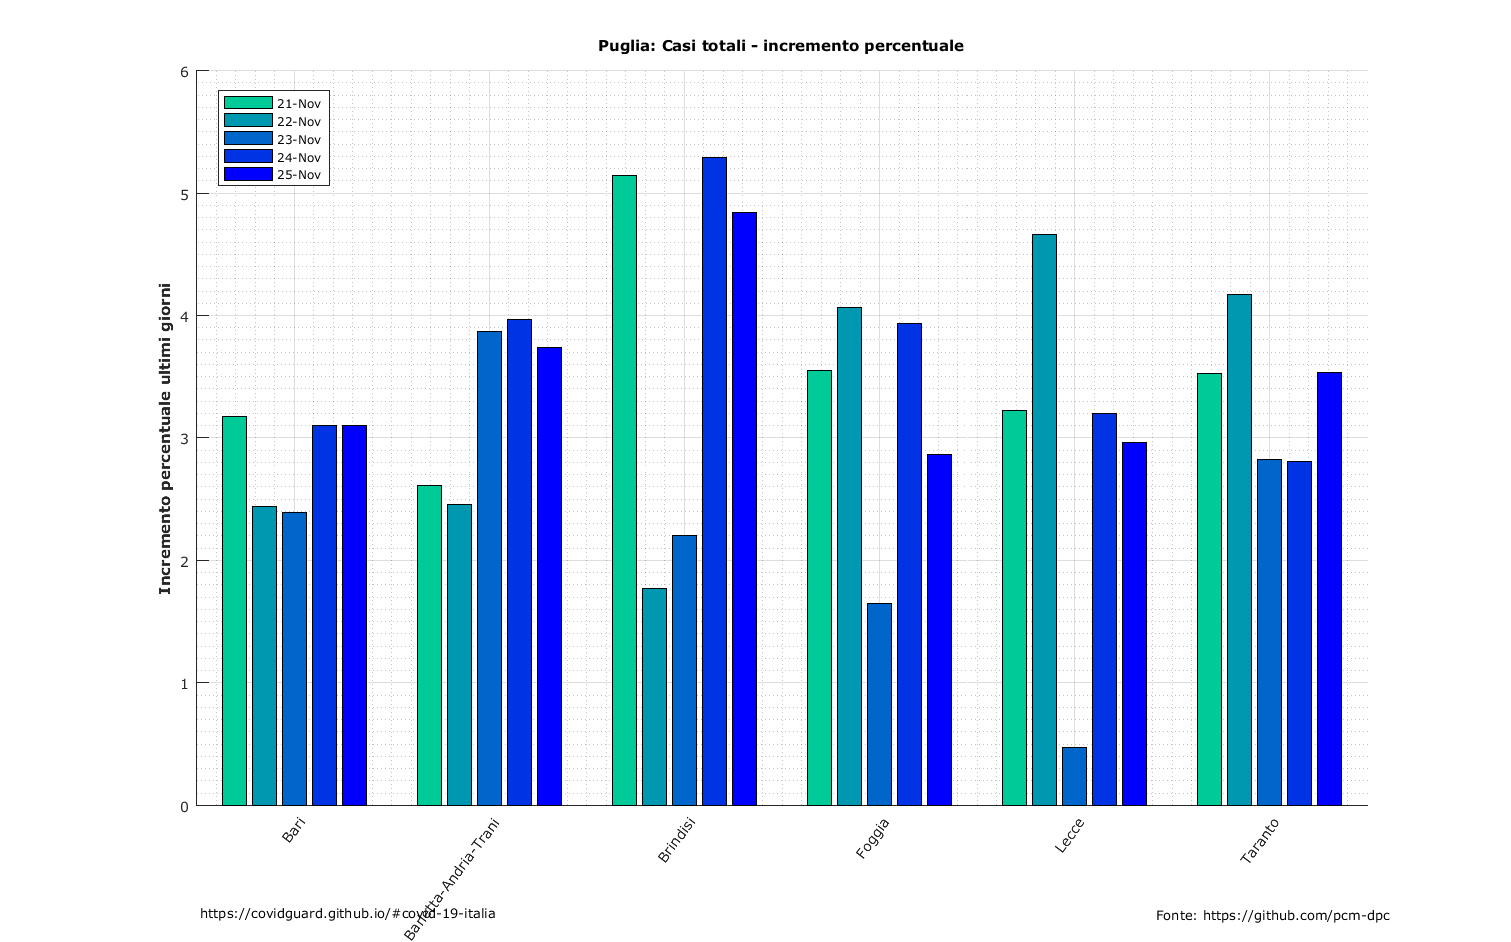 Puglia: Casi totali - incremento percentuale
6
5
4
3
2
1
0
Incremento percentuale ultimi giorni
21-Nov
22-Nov
23-Nov
24-Nov
25-Nov
Bari
Barletta-Andria-Trani
Brindisi
Foggia
Lecce
Taranto
https://covidguard.github.io/#covid-19-italia
Fonte: https://github.com/pcm-dpc